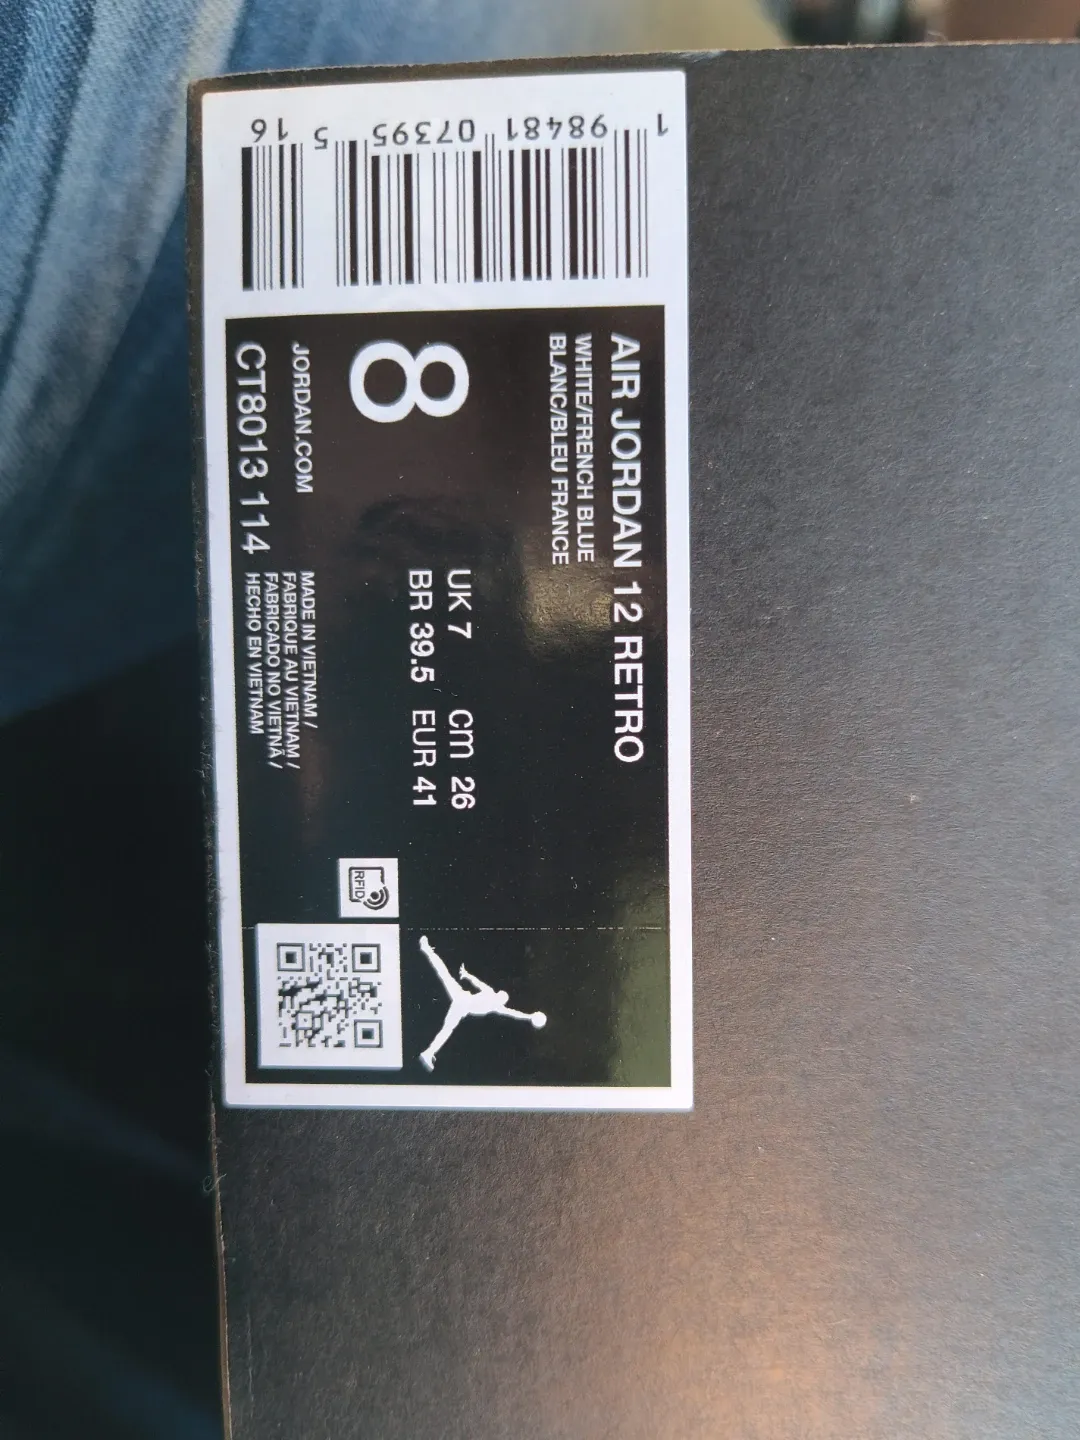 AIR JORDAN 12 RETRO
WHITE/FRENCH BLUE
BLANC/BLEU FRANCE
8
UK 7 cm 26
BR 39.5 EUR 41
JORDAN.COM
CT8013 114
MADE IN VIETNAM /
FABRIQUE AU VIETNAM /
FABRICADO NO VIETNÃ /
HECHO EN VIETNAM
RFID
1 98481 07395 5 16